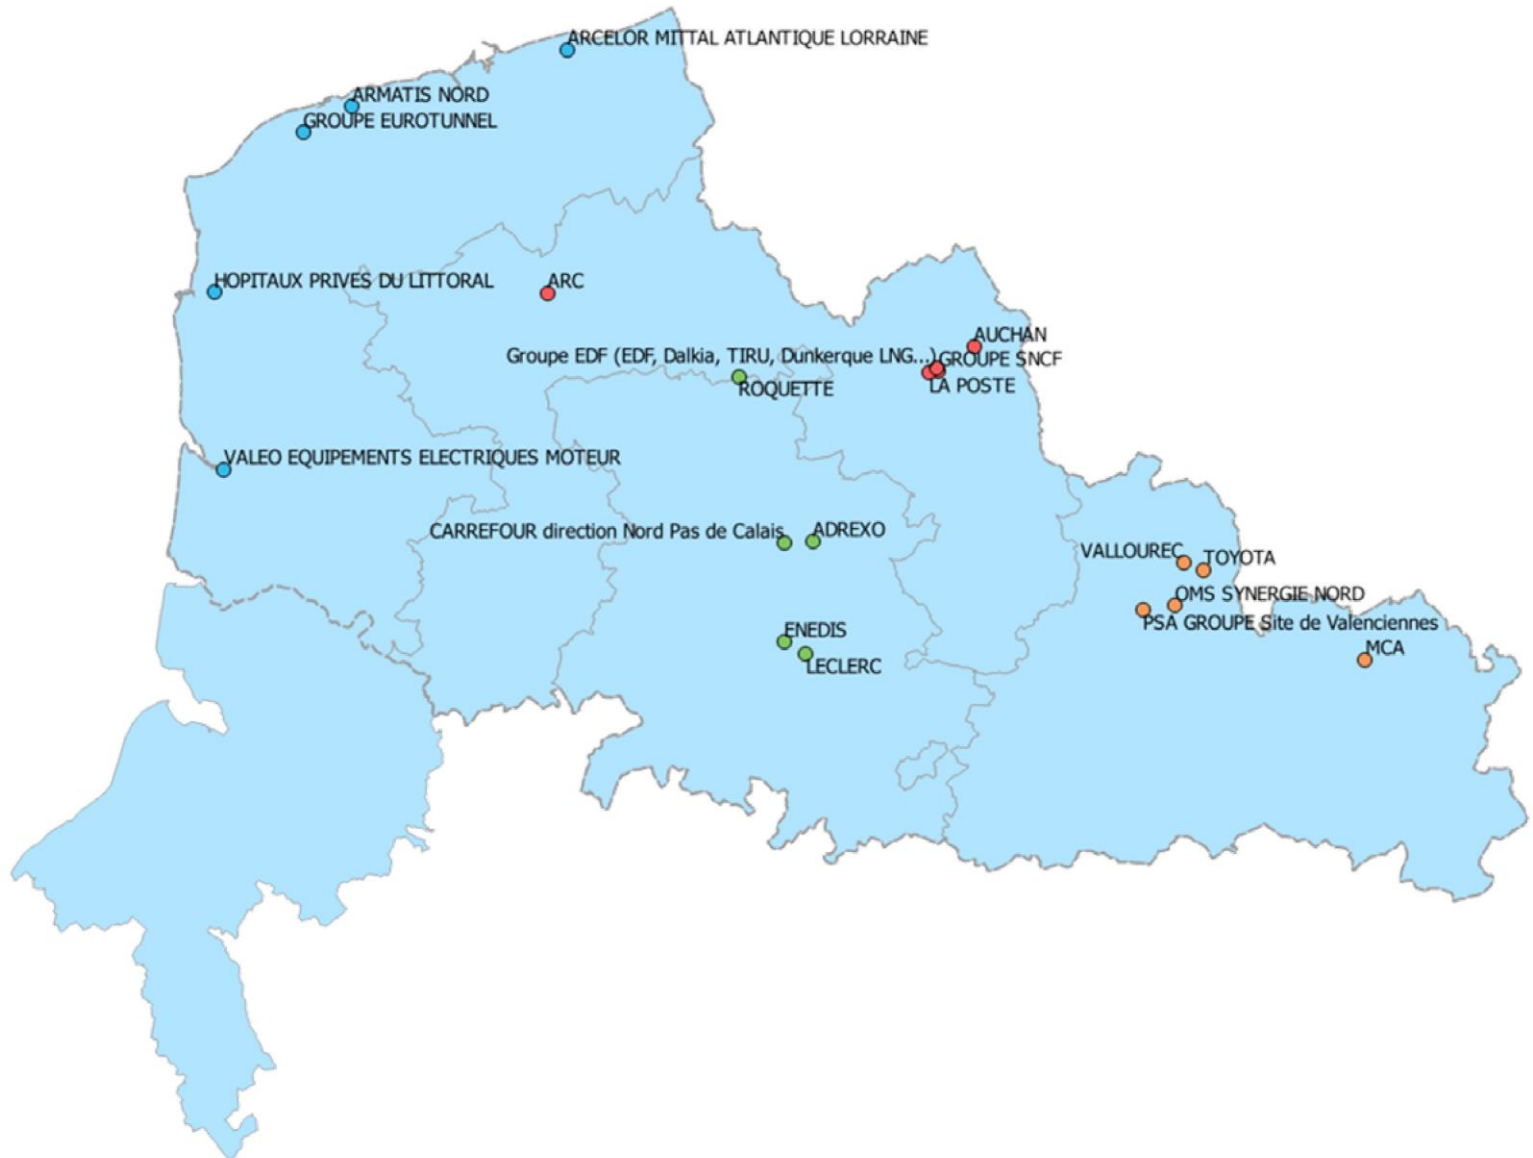 ARCELOR MITTAL ATLANTIQUE LORRAINE
ARMATIS NORD
GROUPE EUROTUNNEL
HOPITAUX PRIVES DU LITTORAL
ARC
AUCHAN
Groupe EDF (EDF, Dalkia, TIRU, Dunkerque LNG...)
GROUPE SNCF
LA POSTE
ROQUETTE
VALEO EQUIPEMENTS ELECTRIQUES MOTEUR
CARREFOUR direction Nord Pas de Calais
ADREXO
VALLOUREC
TOYOTA
OMS SYNERGIE NORD
PSA GROUPE Site de Valenciennes
ENEDIS
LECLERC
MCA